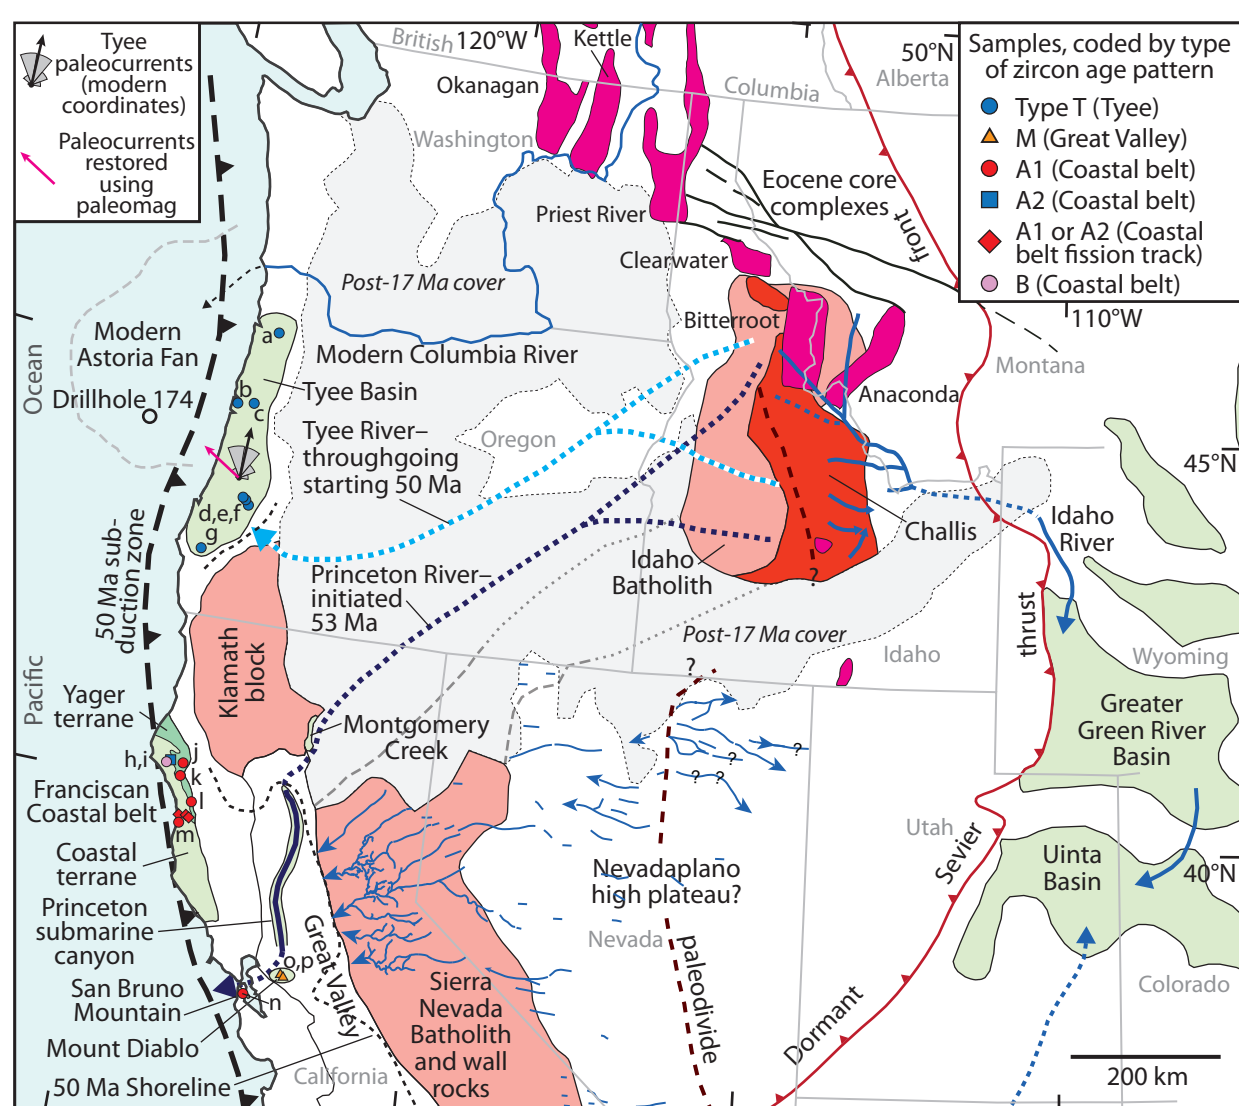 Tyee
paleocurrents
(modern
coordinates)
Paleocurrents
restored
using
paleomag
British
120°W
Kettle
50°N
Okanagan
Columbia
Alberta
Washington
Samples, coded by type
of zircon age pattern
Type T (Tyee)
M (Great Valley)
A1 (Coastal belt)
A2 (Coastal belt)
A1 or A2 (Coastal
belt fission track)
B (Coastal belt)
Eocene core
complexes
Priest River
front
Clearwater
Post-17 Ma cover
110°W
Bitterroot
a
Modern
Astoria Fan
Modern Columbia River
Montana
Ocean
Tyee Basin
Anaconda
Drillhole 174
b
c
Tyee River–
throughgoing
starting 50 Ma
Oregon
45°N
d,e,f
g
Challis
Idaho
River
50 Ma sub-
duction zone
Idaho
Batholith
?
Princeton River–
initiated
53 Ma
thrust
Klamath
block
Post-17 Ma cover
Idaho
Wyoming
Pacific
?
Yager
terrane
Montgomery
Creek
Greater
Green River
Basin
h,i
j
?
?
k
? ?
Franciscan
Coastal belt
l
m
Utah
Sevier
Uinta
Basin
40°N
Coastal
terrane
Nevadaplano
high plateau?
Princeton
submarine
canyon
Great Valley
Nevada
paleodivide
o,p
San Bruno
Mountain
n
Sierra
Nevada
Batholith
and wall
rocks
Colorado
Mount Diablo
Dormant
50 Ma Shoreline
California
200 km